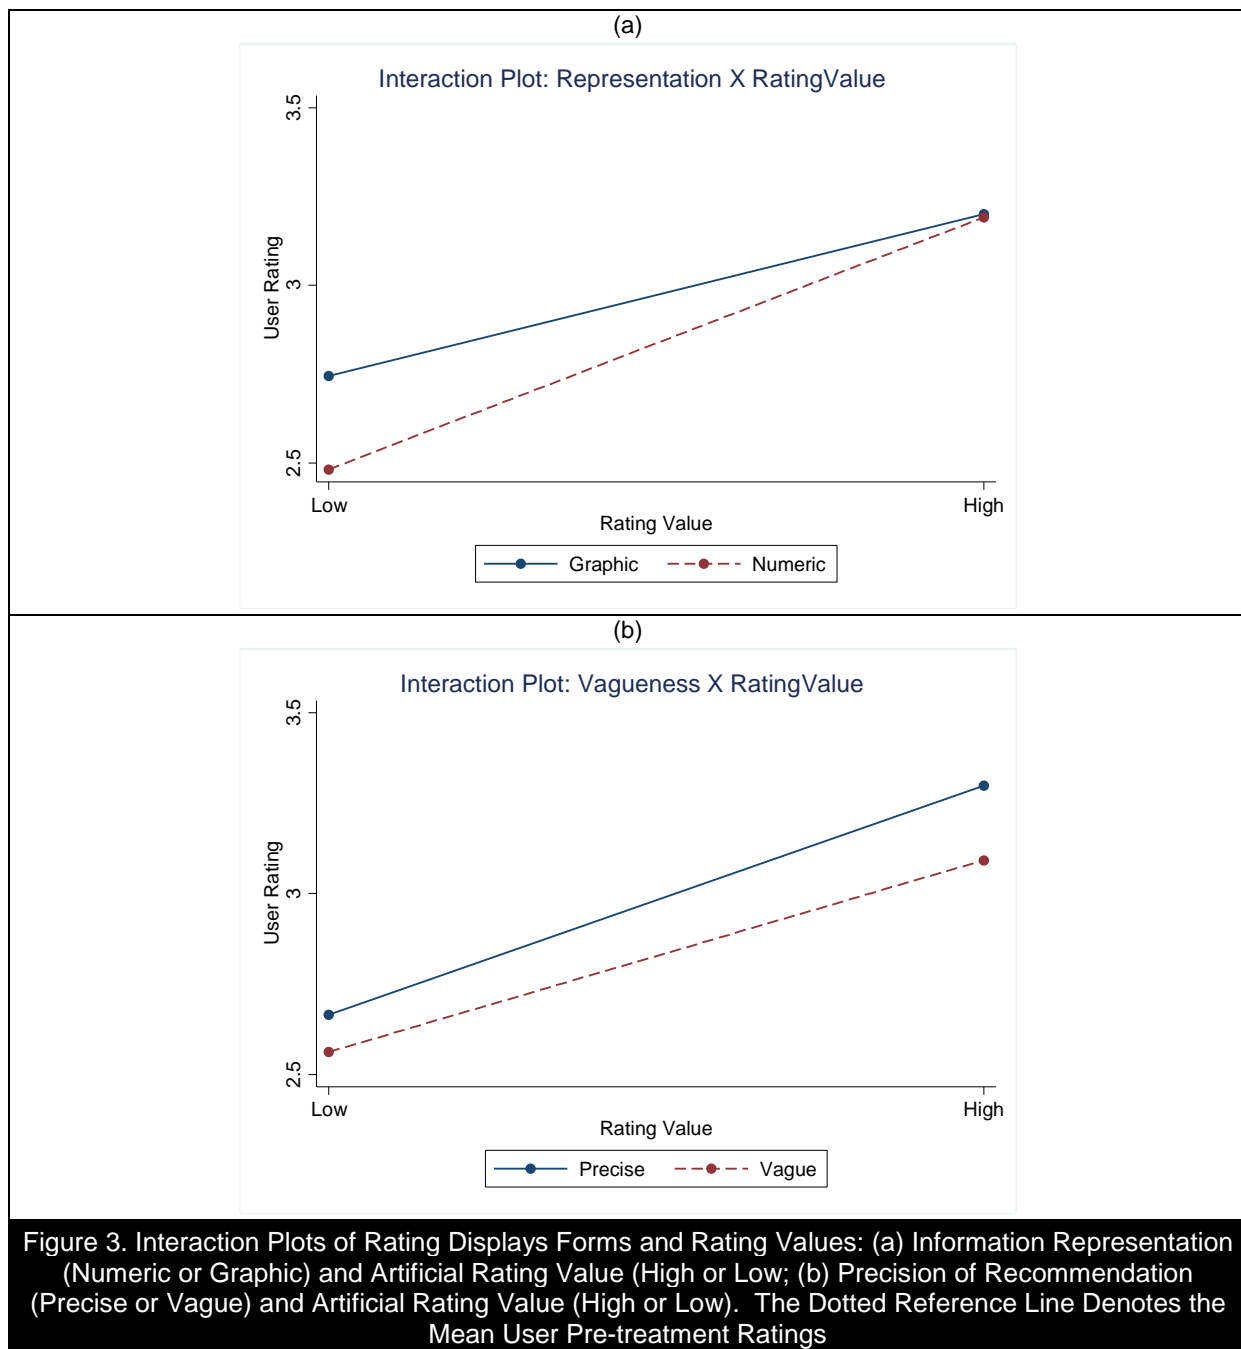 (a)
Interaction Plot: Representation X RatingValue
3.5
3
2.5
User Rating
Low
High
Rating Value
Graphic
Numeric
(b)
Interaction Plot: Vagueness X RatingValue
3.5
3
2.5
User Rating
Low
High
Rating Value
Precise
Vague
Figure 3. Interaction Plots of Rating Displays Forms and Rating Values: (a) Information Representation
(Numeric or Graphic) and Artificial Rating Value (High or Low; (b) Precision of Recommendation
(Precise or Vague) and Artificial Rating Value (High or Low). The Dotted Reference Line Denotes the
Mean User Pre-treatment Ratings